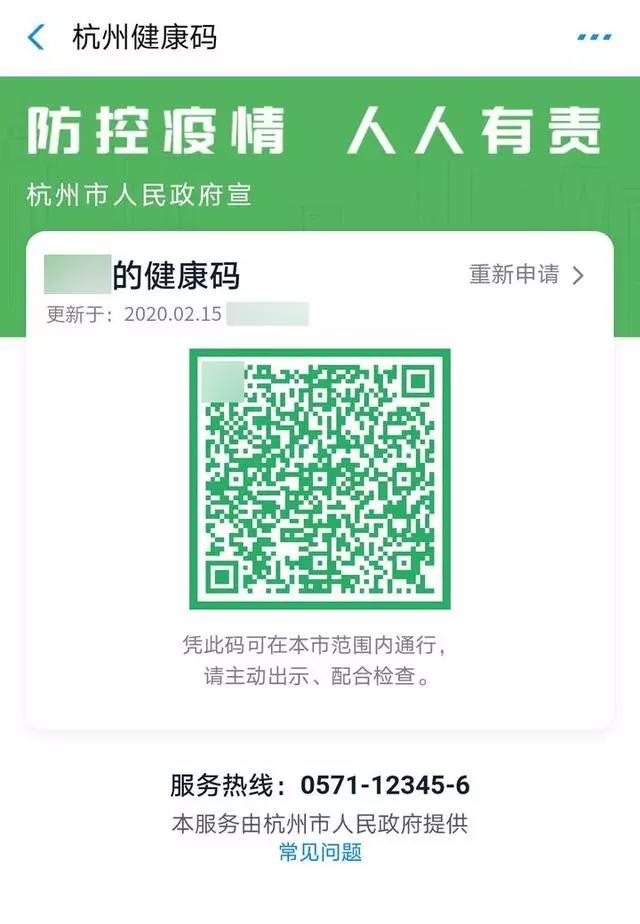 杭州健康码
防控疫情 人人有责
杭州市人民政府宣
的健康码
重新申请
更新于：2020.02.15
凭此码可在本市范围内通行，
请主动出示、配合检查。
服务热线：0571-12345-6
本服务由杭州市人民政府提供
常见问题